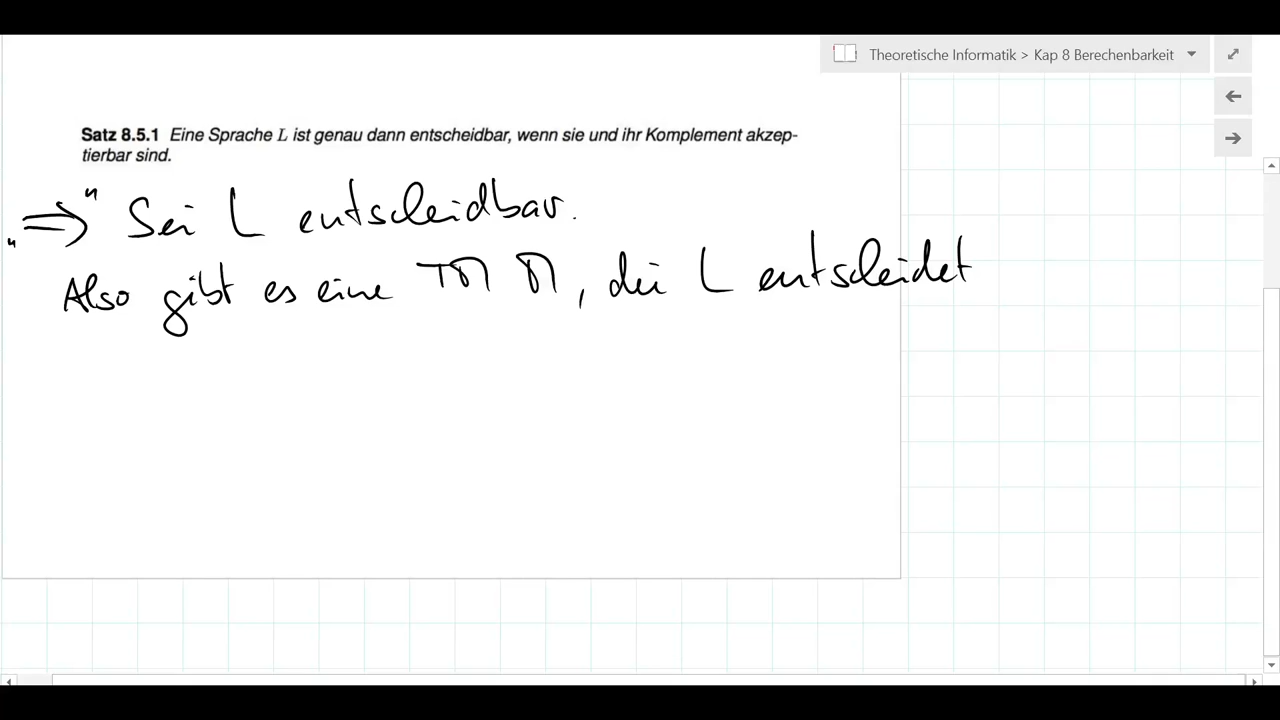 Theoretische Informatik > Kap 8 Berechenbarkeit
Satz 8.5.1 Eine Sprache L ist genau dann entscheidbar, wenn sie und ihr Komplement akzep-
tierbar sind.
„⇒" Sei L entscheidbar.
Also gibt es eine TM M, die L entscheidet